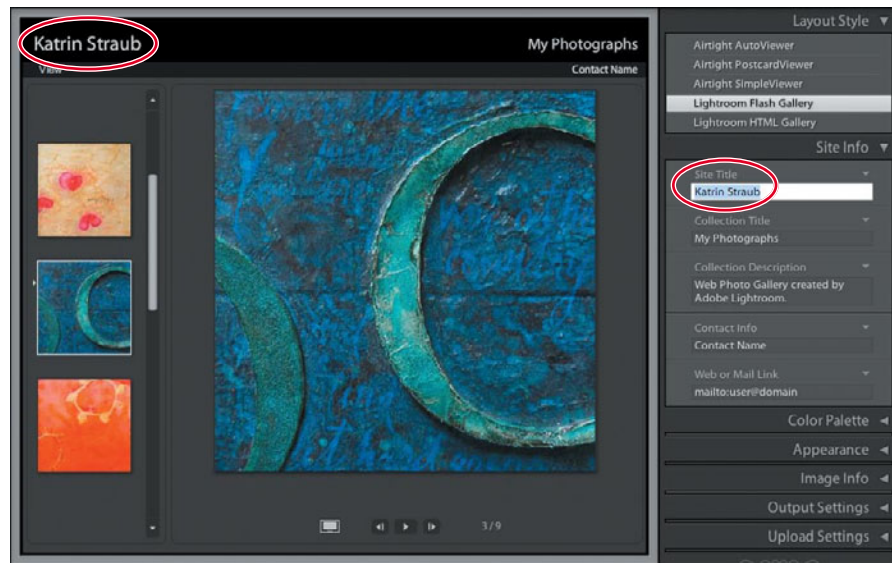 Katrin Straub
My Photographs
View
Contact Name
3/9
Layout Style
Airtight AutoViewer
Airtight PostcardViewer
Airtight SimpleViewer
Lightroom Flash Gallery
Lightroom HTML Gallery
Site Info
Site Title
Katrin Straub
Collection Title
My Photographs
Collection Description
Web Photo Gallery created by
Adobe Lightroom.
Contact Info
Contact Name
Web or Mail Link
mailto:user@domain
Color Palette
Appearance
Image Info
Output Settings
Upload Settings